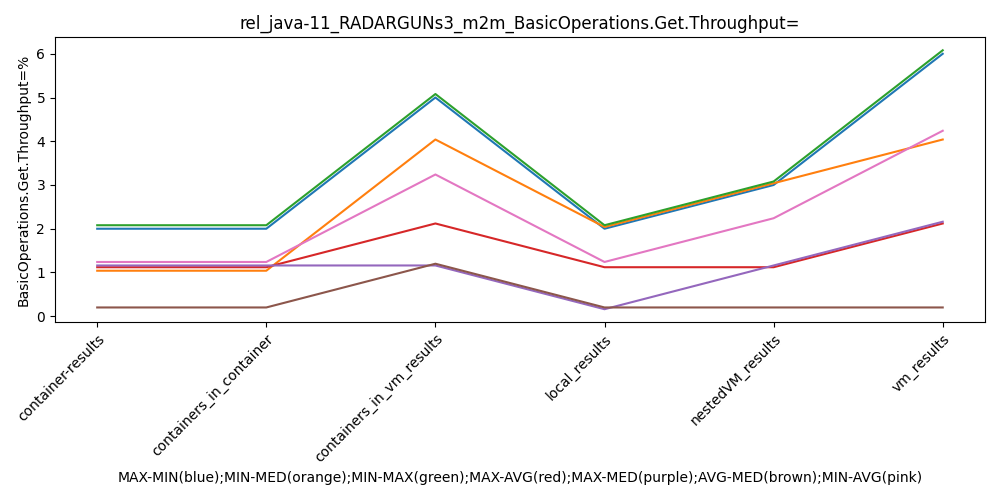 rel_java-11_RADARGUNs3_m2m_BasicOperations.Get.Throughput=
BasicOperations.Get.Throughput=%
6
5
4
3
2
1
0
container-results
containers_in_container
containers_in_vm_results
local_results
nestedVM_results
vm_results
MAX-MIN(blue);MIN-MED(orange);MIN-MAX(green);MAX-AVG(red);MAX-MED(purple);AVG-MED(brown);MIN-AVG(pink)